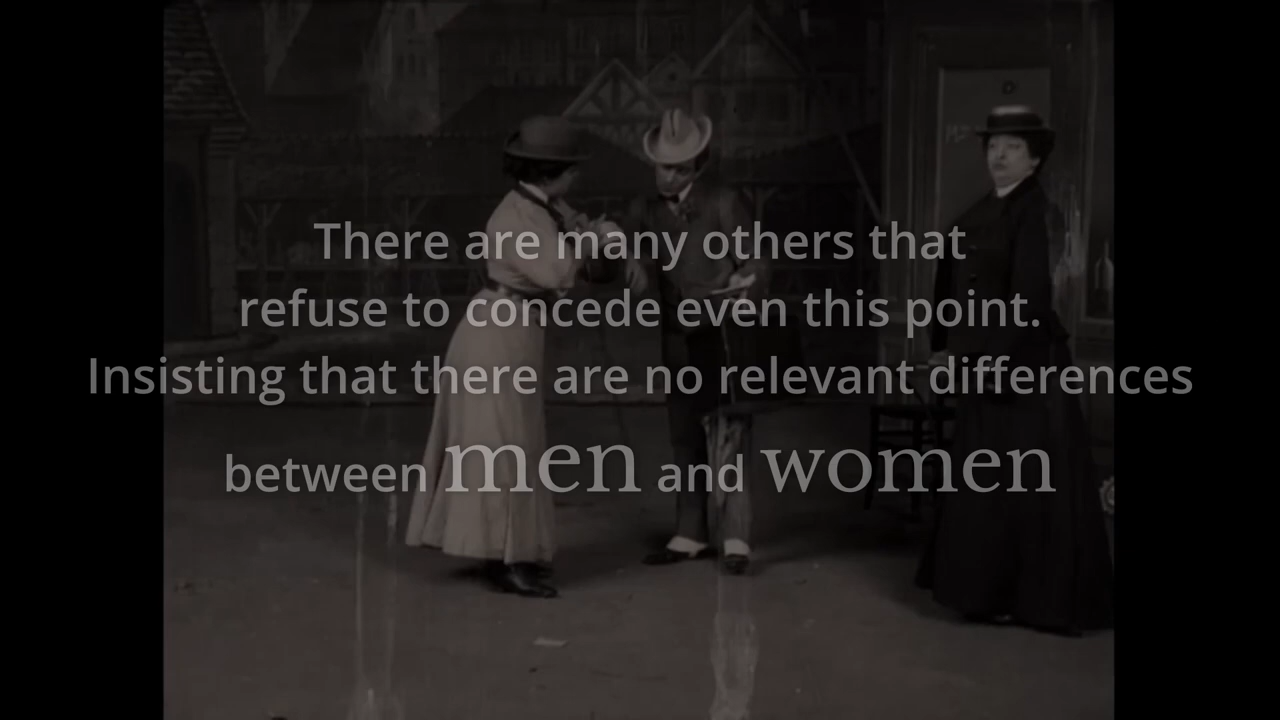 There are many others that
refuse to concede even this point.
Insisting that there are no relevant differences
between men and women